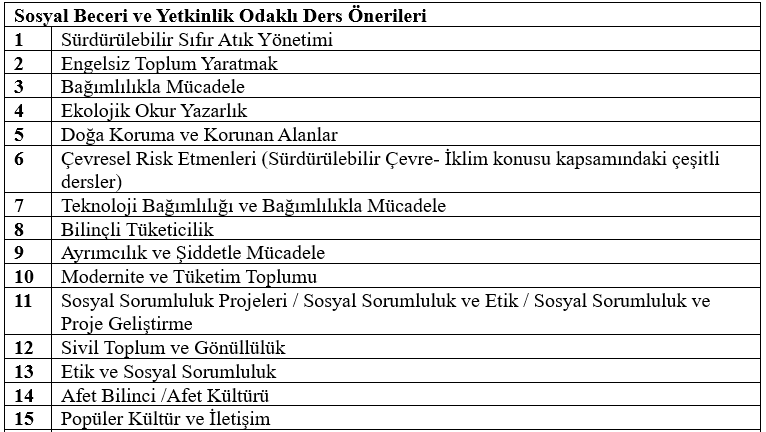 Sosyal Beceri ve Yetkinlik Odaklı Ders Önerileri
1 Sürdürülebilir Sıfır Atık Yönetimi
2 Engelsiz Toplum Yaratmak
3 Bağımlılıkla Mücadele
4 Ekolojik Okur Yazarlık
5 Doğa Koruma ve Korunan Alanlar
6 Çevresel Risk Etmenleri (Sürdürülebilir Çevre- İklim konusu kapsamındaki çeşitli
dersler)
7 Teknoloji Bağımlılığı ve Bağımlılıkla Mücadele
8 Bilinçli Tüketicilik
9 Ayrımcılık ve Şiddetle Mücadele
10 Modernite ve Tüketim Toplumu
11 Sosyal Sorumluluk Projeleri / Sosyal Sorumluluk ve Etik / Sosyal Sorumluluk ve
Proje Geliştirme
12 Sivil Toplum ve Gönüllülük
13 Etik ve Sosyal Sorumluluk
14 Afet Bilinci /Afet Kültürü
15 Popüler Kültür ve İletişim